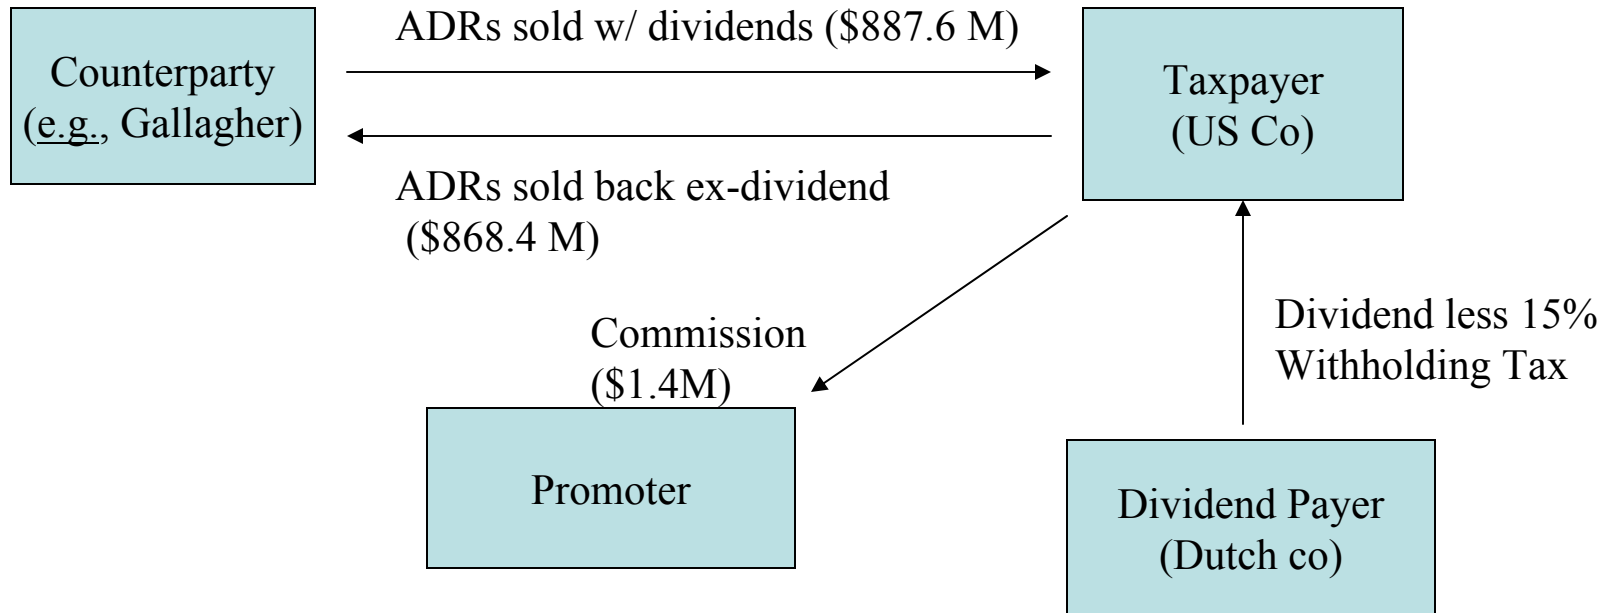 ADRs sold w/ dividends ($887.6 M)
Counterparty
(e.g., Gallagher)
Taxpayer
(US Co)
ADRs sold back ex-dividend
($868.4 M)
Commission
($1.4M)
Dividend less 15%
Withholding Tax
Promoter
Dividend Payer
(Dutch co)